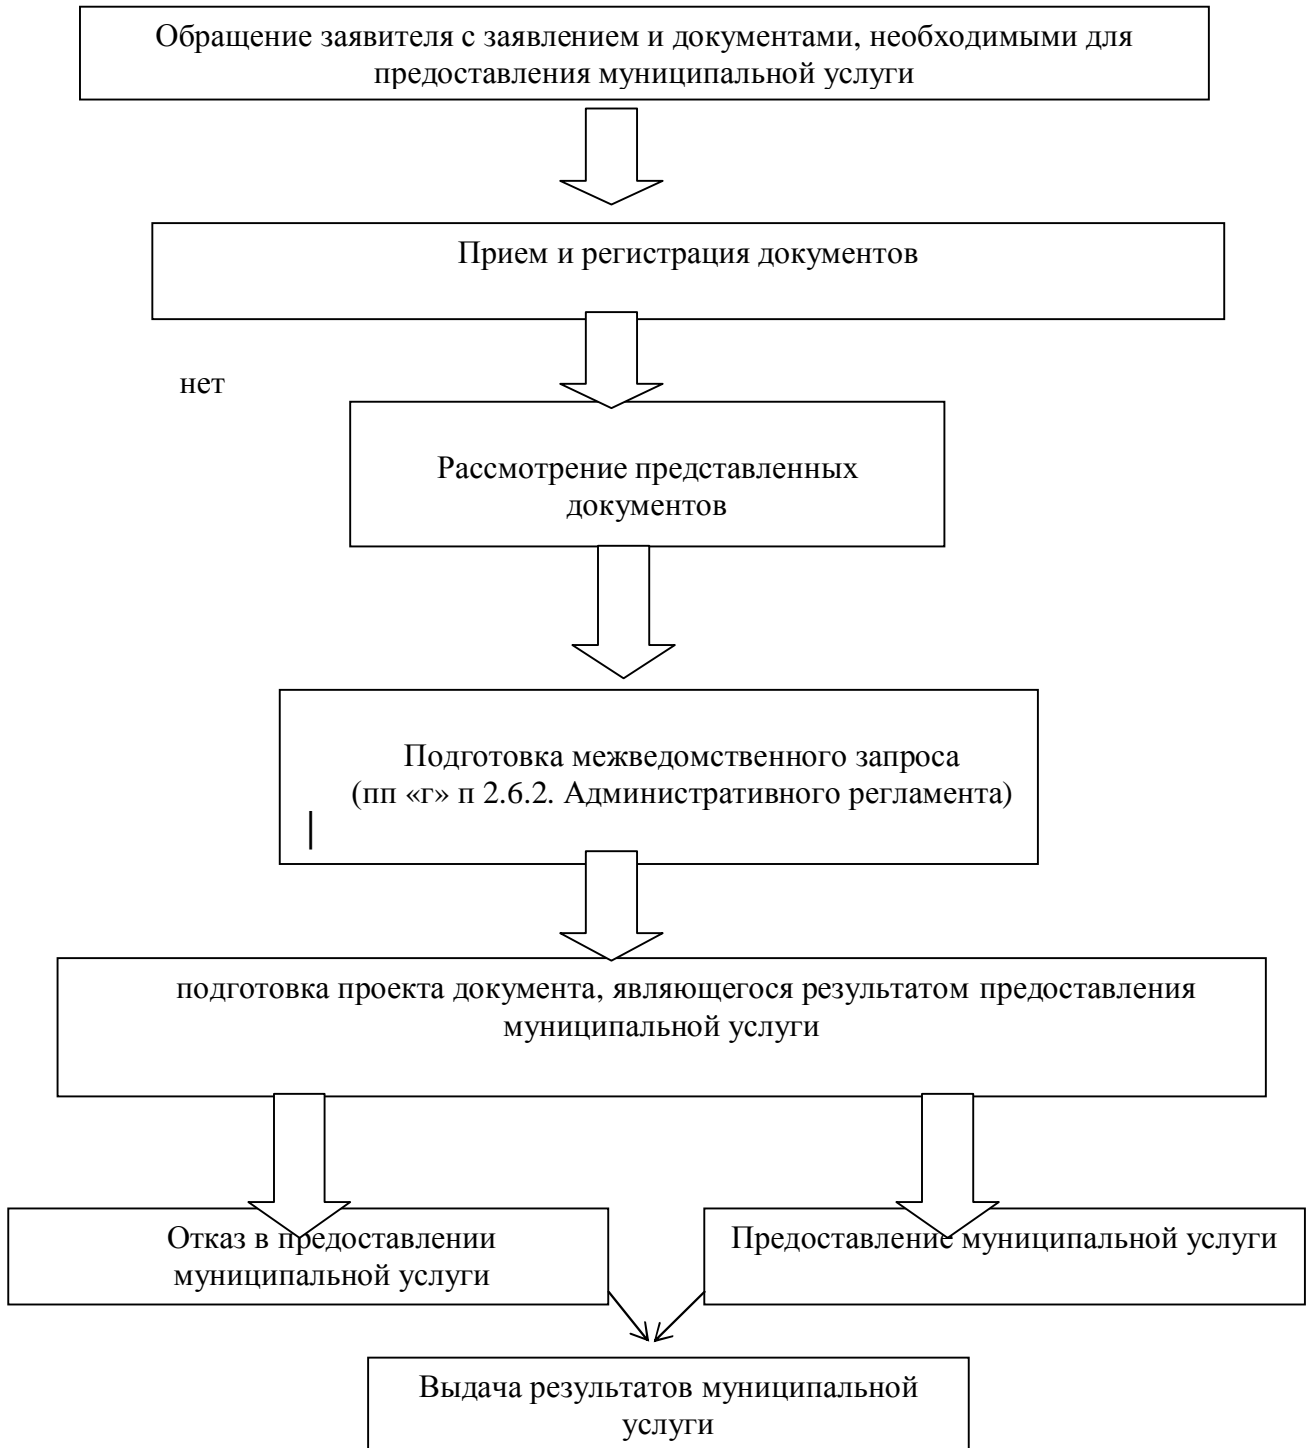 Обращение заявителя с заявлением и документами, необходимыми для
предоставления муниципальной услуги
Прием и регистрация документов
нет
Рассмотрение представленных
документов
Подготовка межведомственного запроса
(пп «г» п 2.6.2. Административного регламента)
подготовка проекта документа, являющегося результатом предоставления
муниципальной услуги
Отказ в предоставлении
муниципальной услуги
Предоставление муниципальной услуги
Выдача результатов муниципальной
услуги